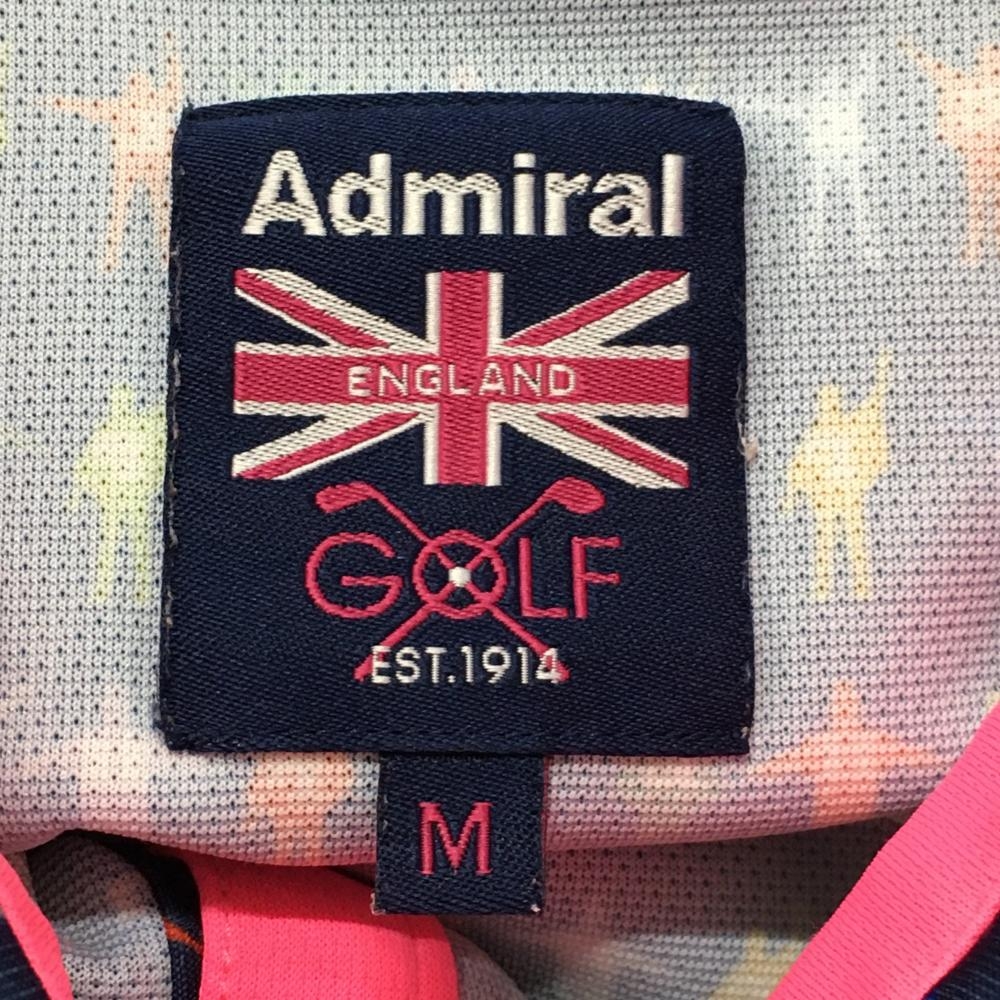 Admiral
ENGLAND
GOLF
EST.1914
M